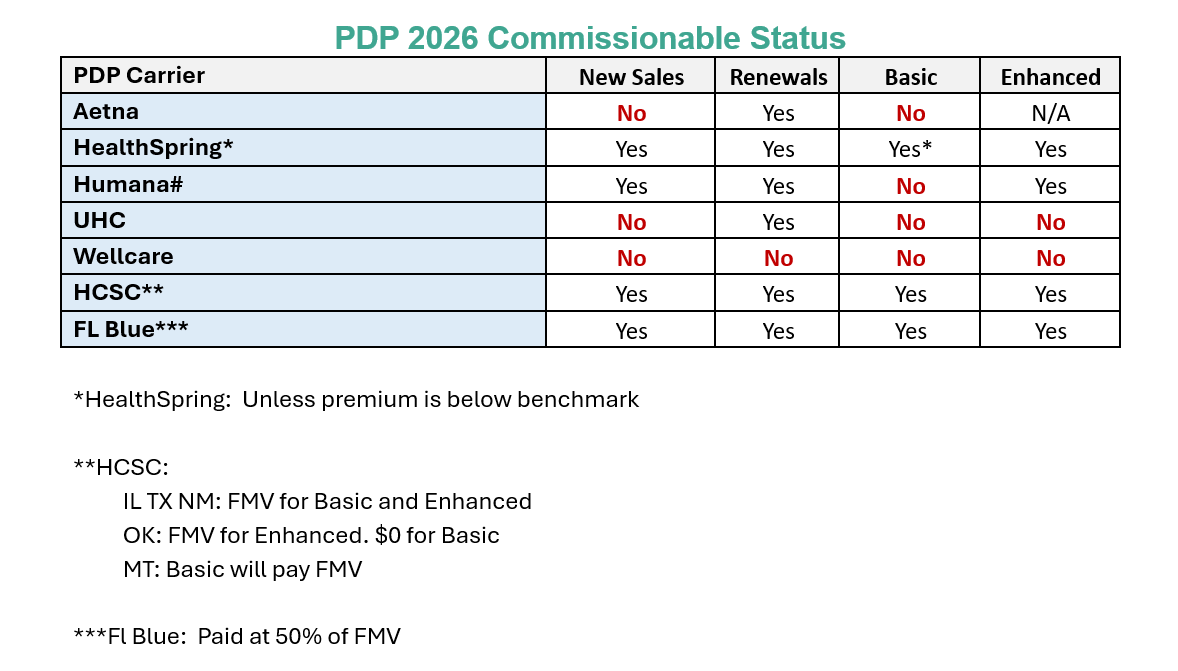 PDP 2026 Commissionable Status
PDP Carrier New Sales Renewals Basic Enhanced
Aetna No Yes No N/A
HealthSpring* Yes Yes Yes* Yes
Humana# Yes Yes No Yes
UHC No Yes No No
Wellcare No No No No
HCSC** Yes Yes Yes Yes
FL Blue*** Yes Yes Yes Yes
*HealthSpring: Unless premium is below benchmark
**HCSC:
IL TX NM: FMV for Basic and Enhanced
OK: FMV for Enhanced. $0 for Basic
MT: Basic will pay FMV
***Fl Blue: Paid at 50% of FMV